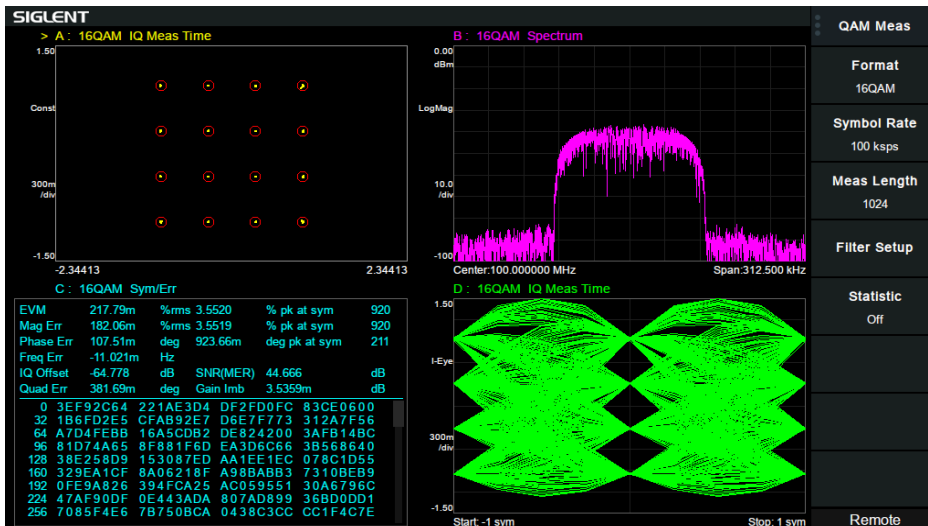 SIGLENT
> A : 16QAM IQ Meas Time
1.50
Const
300m
/div
-1.50
-2.34413 2.34413
B : 16QAM Spectrum
0.00
dBm
LogMag
10.0
/div
-100
Center:100.000000 MHz Span:312.500 kHz
C : 16QAM Sym/Err
EVM 217.79m %rms 3.5520 % pk at sym 920
Mag Err 182.06m %rms 3.5519 % pk at sym 920
Phase Err 107.51m deg 923.66m deg pk at sym 211
Freq Err -11.021m Hz
IQ Offset -64.778 dB SNR(MER) 44.666 dB
Quad Err 381.69m deg Gain Imb 3.5359m dB
0 3EF92C64 221AE3D4 DF2FD0FC 83CE0600
32 1B6FD2E5 CFAB92E7 D6E7F773 312A7F56
64 A7D4FEBB 16A5CDB2 DE824200 3AFB14BC
96 81D74A65 8F881F6D EA3D6C66 3B568640
128 38E258D9 153087ED AA1EE1EC 078C1D55
160 329EA1CF 8A06218F A98BABB3 7310BEB9
192 0FE9A826 394FCA25 AC059551 30A6796C
224 47AF90DF 0E443ADA 807AD899 36BD0DD1
256 7085F4E6 7B750BCA 0438C3CC CC1F4C7E
D : 16QAM IQ Meas Time
1.50
I-Eye
300m
/div
-1.50
Start: -1 sym Stop: 1 sym
QAM Meas
Format
16QAM
Symbol Rate
100 ksps
Meas Length
1024
Filter Setup
Statistic
Off
Remote